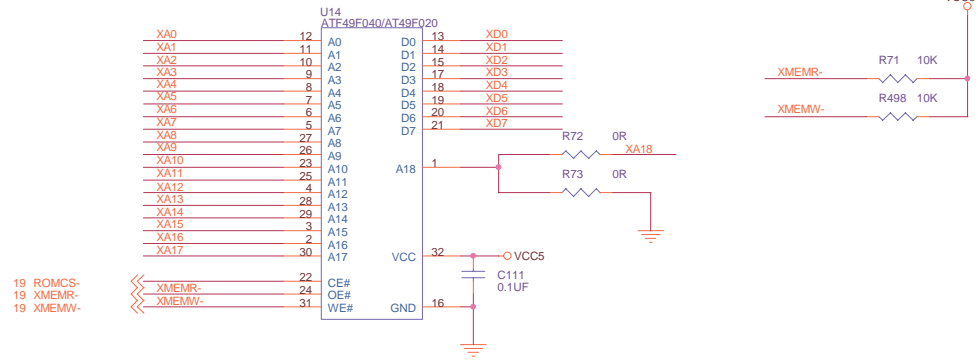 U14
ATF49F040/AT49F020
XA0 12 A0 D0 13 XD0
XA1 11 A1 D1 14 XD1
XA2 10 A2 D2 15 XD2
XA3 9 A3 D3 17 XD3
XA4 8 A4 D4 18 XD4
XA5 7 A5 D5 19 XD5
XA6 6 A6 D6 20 XD6
XA7 5 A7 D7 21 XD7
XA8 27 A8
XA9 26 A9
XA10 23 A10 A18 1
XA11 25 A11
XA12 4 A12
XA13 28 A13
XA14 29 A14
XA15 3 A15
XA16 2 A16
XA17 30 A17 VCC 32 VCC5
19 ROMCS- 22 CE#
19 XMEMR- XMEMR- 24 OE#
19 XMEMW- XMEMW- 31 WE# GND 16
R72 0R
XA18
R73 0R
C111
0.1UF
R71 10K
XMEMR-
R498 10K
XMEMW-